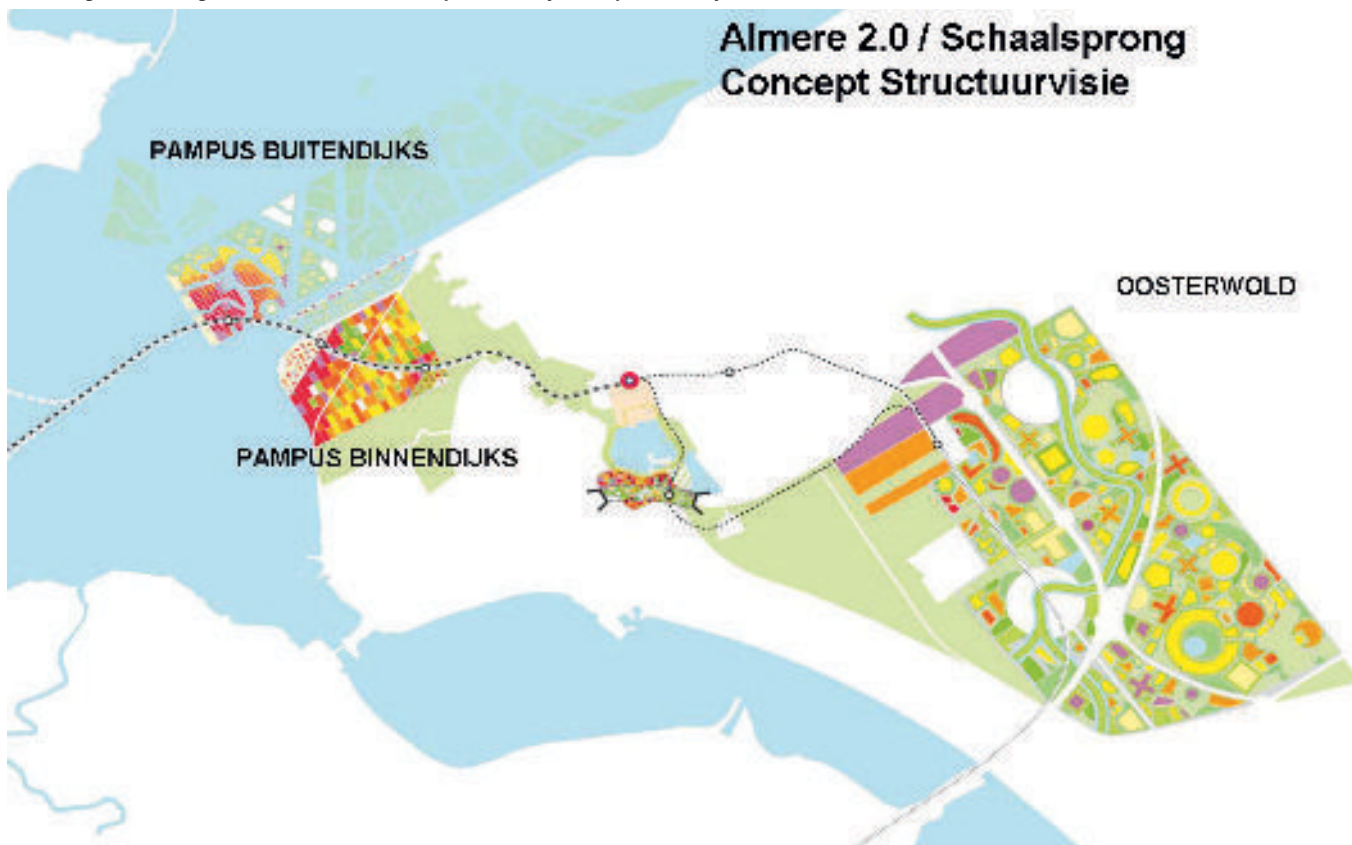 Almere 2.0 / Schaalsprong
Concept Structuurvisie
PAMPUS BUITENDIJKS
OOSTERWOLD
PAMPUS BINNENDIJKS